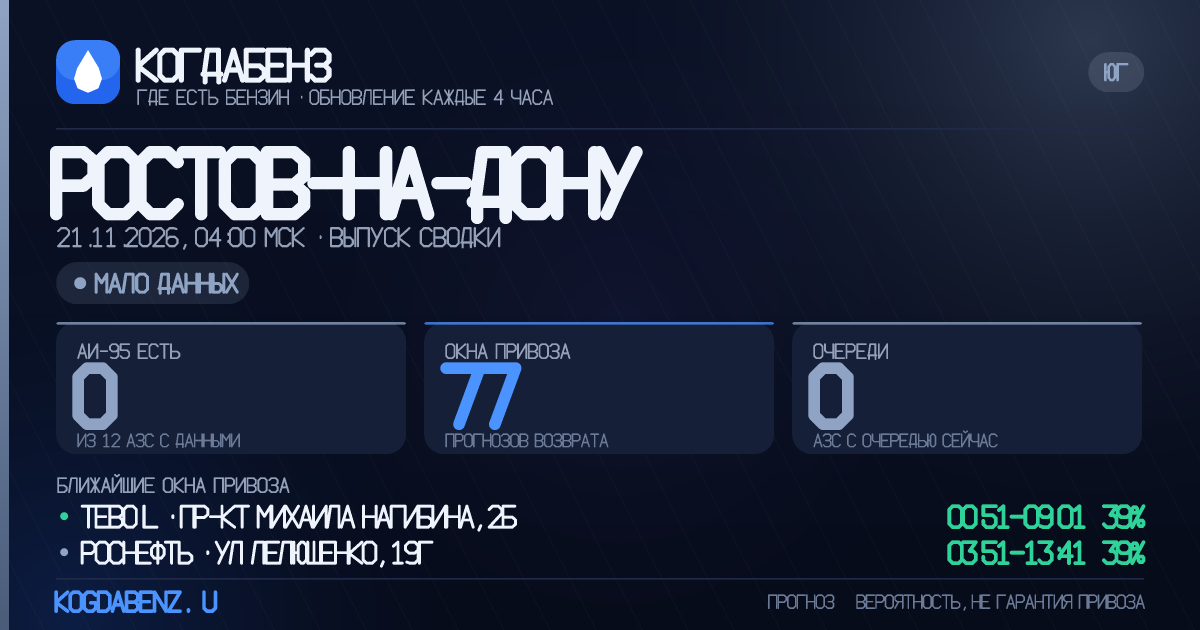 КОГДАБЕНЗ
ГДЕ ЕСТЬ БЕНЗИН · ОБНОВЛЕНИЕ КАЖДЫЕ 4 ЧАСА
ЮГ
РОСТОВ-НА-ДОНУ
21.11.2026, 04:00 МСК · ВЫПУСК СВОДКИ
МАЛО ДАННЫХ
АИ-95 ЕСТЬ
0
ИЗ 12 АЗС С ДАННЫМИ
ОКНА ПРИВОЗА
77
ПРОГНОЗОВ ВОЗВРАТА
ОЧЕРЕДИ
0
АЗС С ОЧЕРЕДЬЮ СЕЙЧАС
БЛИЖАЙШИЕ ОКНА ПРИВОЗА
• TEBOIL · ПР-КТ МИХАИЛА НАГИБИНА, 2Б 00:51-09:01 39%
• РОСНЕФТЬ · УЛ ЛЕЛЮШЕНКО, 19Г 03:51-13:41 39%
KOGDABENZ. U
ПРОГНОЗ ВЕРОЯТНОСТЬ, НЕ ГАРАНТИЯ ПРИВОЗА